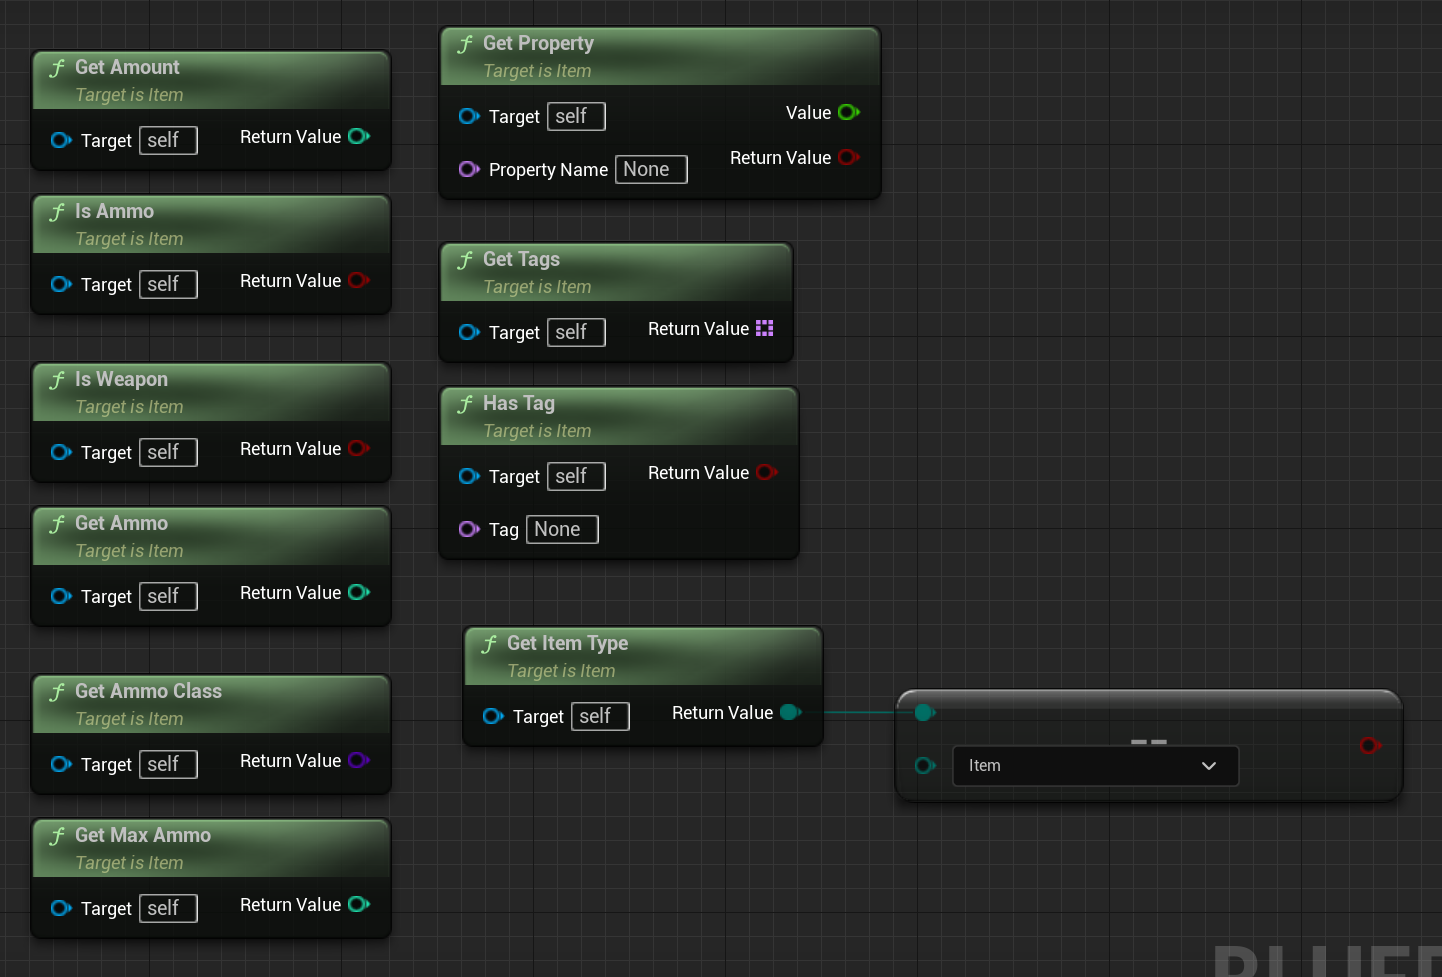 Get Amount
Target is Item
Target self Return Value
Is Ammo
Target is Item
Target self Return Value
Is Weapon
Target is Item
Target self Return Value
Get Ammo
Target is Item
Target self Return Value
Get Ammo Class
Target is Item
Target self Return Value
Get Max Ammo
Target is Item
Target self Return Value
Get Property
Target is Item
Target self Value
Property Name None Return Value
Get Tags
Target is Item
Target self Return Value
Has Tag
Target is Item
Target self Return Value
Tag None
Get Item Type
Target is Item
Target self Return Value
==
Item